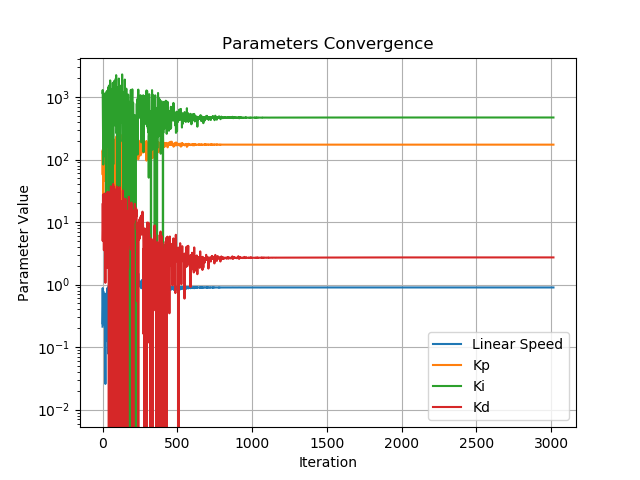 Parameters Convergence
Parameter Value
10³
10²
10¹
10⁰
10⁻¹
10⁻²
Linear Speed
Kp
Ki
Kd
0 500 1000 1500 2000 2500 3000
Iteration